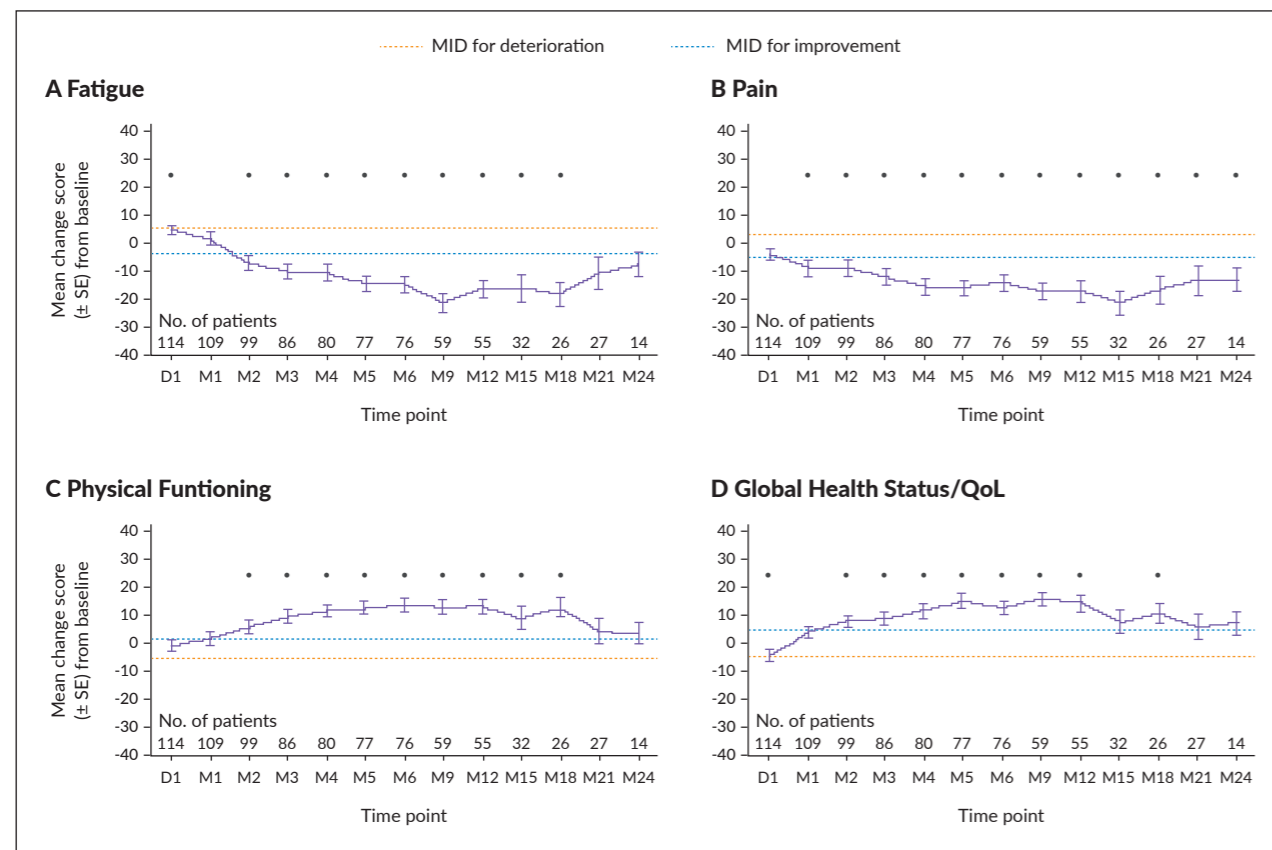 MID for deterioration MID for improvement
A Fatigue
Mean change score
(± SE) from baseline
40
30
20
10
0
-10
-20
-30
-40
No. of patients
114 109 99 86 80 77 76 59 55 32 26 27 14
D1 M1 M2 M3 M4 M5 M6 M9 M12 M15 M18 M21 M24
Time point
B Pain
40
30
20
10
0
-10
-20
-30
-40
No. of patients
114 109 99 86 80 77 76 59 55 32 26 27 14
D1 M1 M2 M3 M4 M5 M6 M9 M12 M15 M18 M21 M24
Time point
C Physical Funtioning
Mean change score
(± SE) from baseline
40
30
20
10
0
-10
-20
-30
-40
No. of patients
114 109 99 86 80 77 76 59 55 32 26 27 14
D1 M1 M2 M3 M4 M5 M6 M9 M12 M15 M18 M21 M24
Time point
D Global Health Status/QoL
40
30
20
10
0
-10
-20
-30
-40
No. of patients
114 109 99 86 80 77 76 59 55 32 26 27 14
D1 M1 M2 M3 M4 M5 M6 M9 M12 M15 M18 M21 M24
Time point